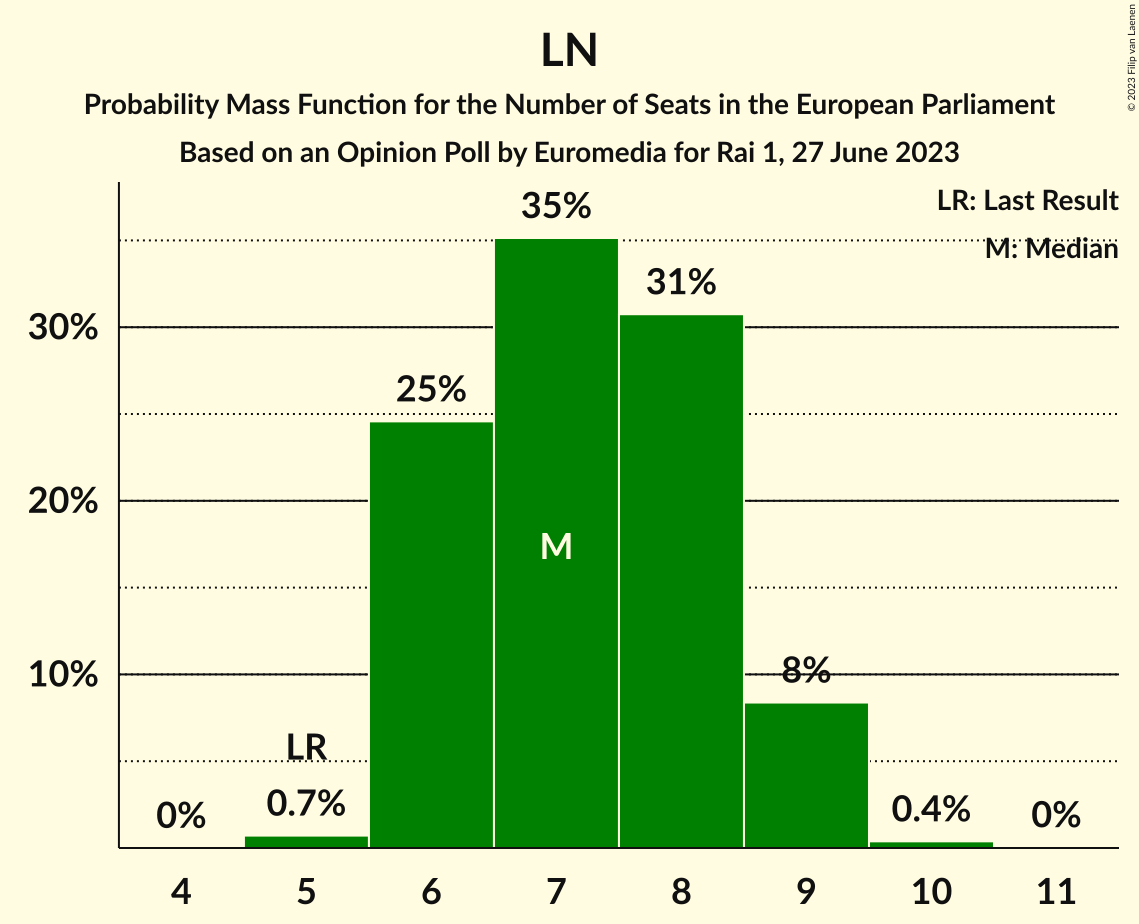 LN
Probability Mass Function for the Number of Seats in the European Parliament
Based on an Opinion Poll by Euromedia for Rai 1, 27 June 2023
© 2023 Filip van Laenen
LR: Last Result
M: Median
35%
31%
30%
25%
20%
M
10%
8%
LR
0%
0.7%
0.4%
0%
4 5 6 7 8 9 10 11